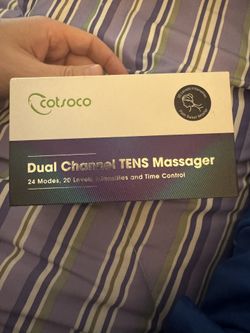 cotsoco
Dual Channel TENS Massager
24 Modes, 20 Levels Intensities and Time Control